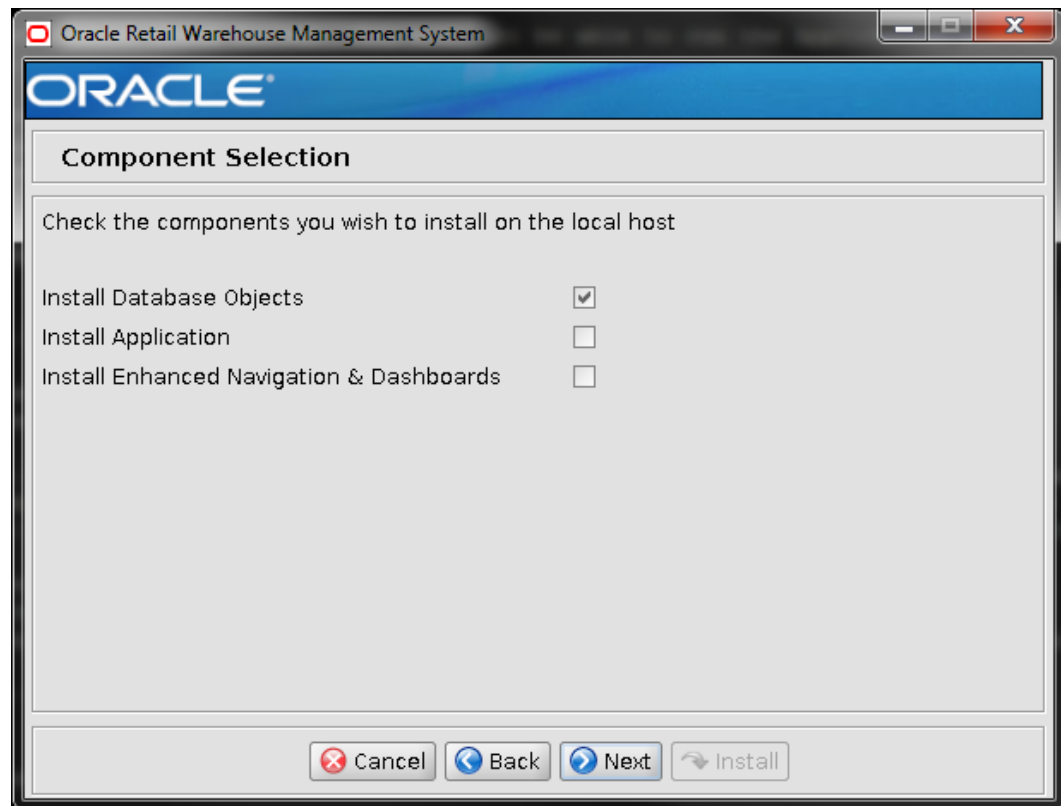 Oracle Retail Warehouse Management System
ORACLE®
Component Selection
Check the components you wish to install on the local host
Install Database Objects
Install Application
Install Enhanced Navigation & Dashboards
Cancel Back Next Install